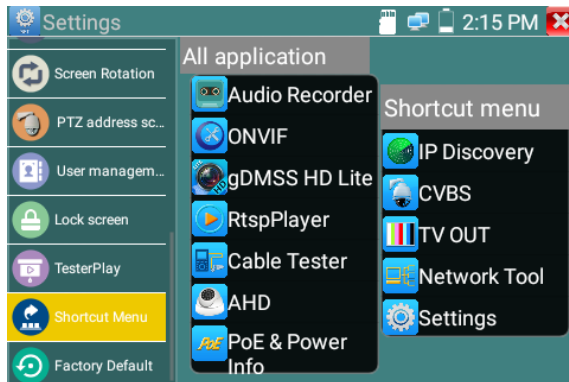 Settings
2:15 PM
Screen Rotation
PTZ address sc...
User managem...
Lock screen
TesterPlay
Shortcut Menu
Factory Default
All application
Audio Recorder
ONVIF
gDMSS HD Lite
RtspPlayer
Cable Tester
AHD
PoE
PoE & Power
Info
Shortcut menu
IP Discovery
CVBS
TV OUT
Network Tool
Settings